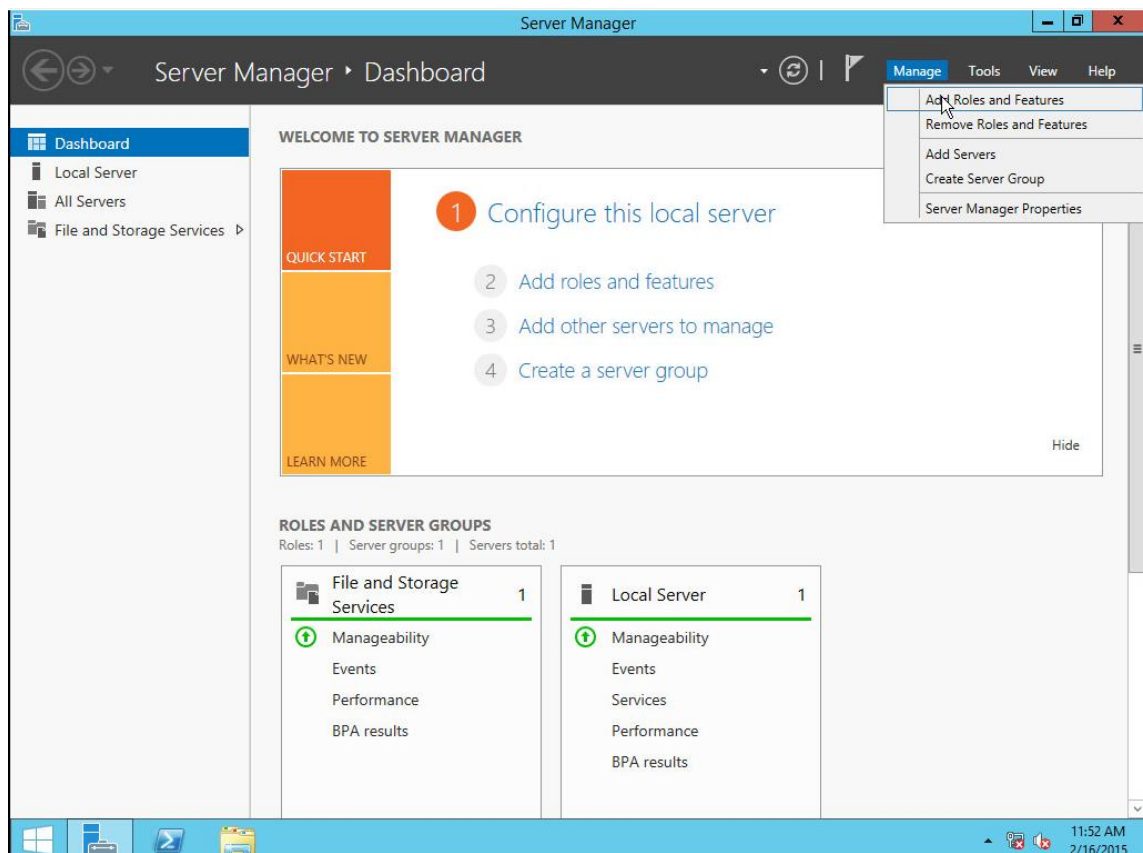 Server Manager
Server Manager ‣ Dashboard
Manage Tools View Help
Add Roles and Features
Remove Roles and Features
Add Servers
Create Server Group
Server Manager Properties
Dashboard
Local Server
All Servers
File and Storage Services
WELCOME TO SERVER MANAGER
QUICK START
WHAT'S NEW
LEARN MORE
1 Configure this local server
2 Add roles and features
3 Add other servers to manage
4 Create a server group
Hide
ROLES AND SERVER GROUPS
Roles: 1 | Server groups: 1 | Servers total: 1
File and Storage
Services 1
Manageability
Events
Performance
BPA results
Local Server 1
Manageability
Events
Services
Performance
BPA results
11:52 AM
2/16/2015